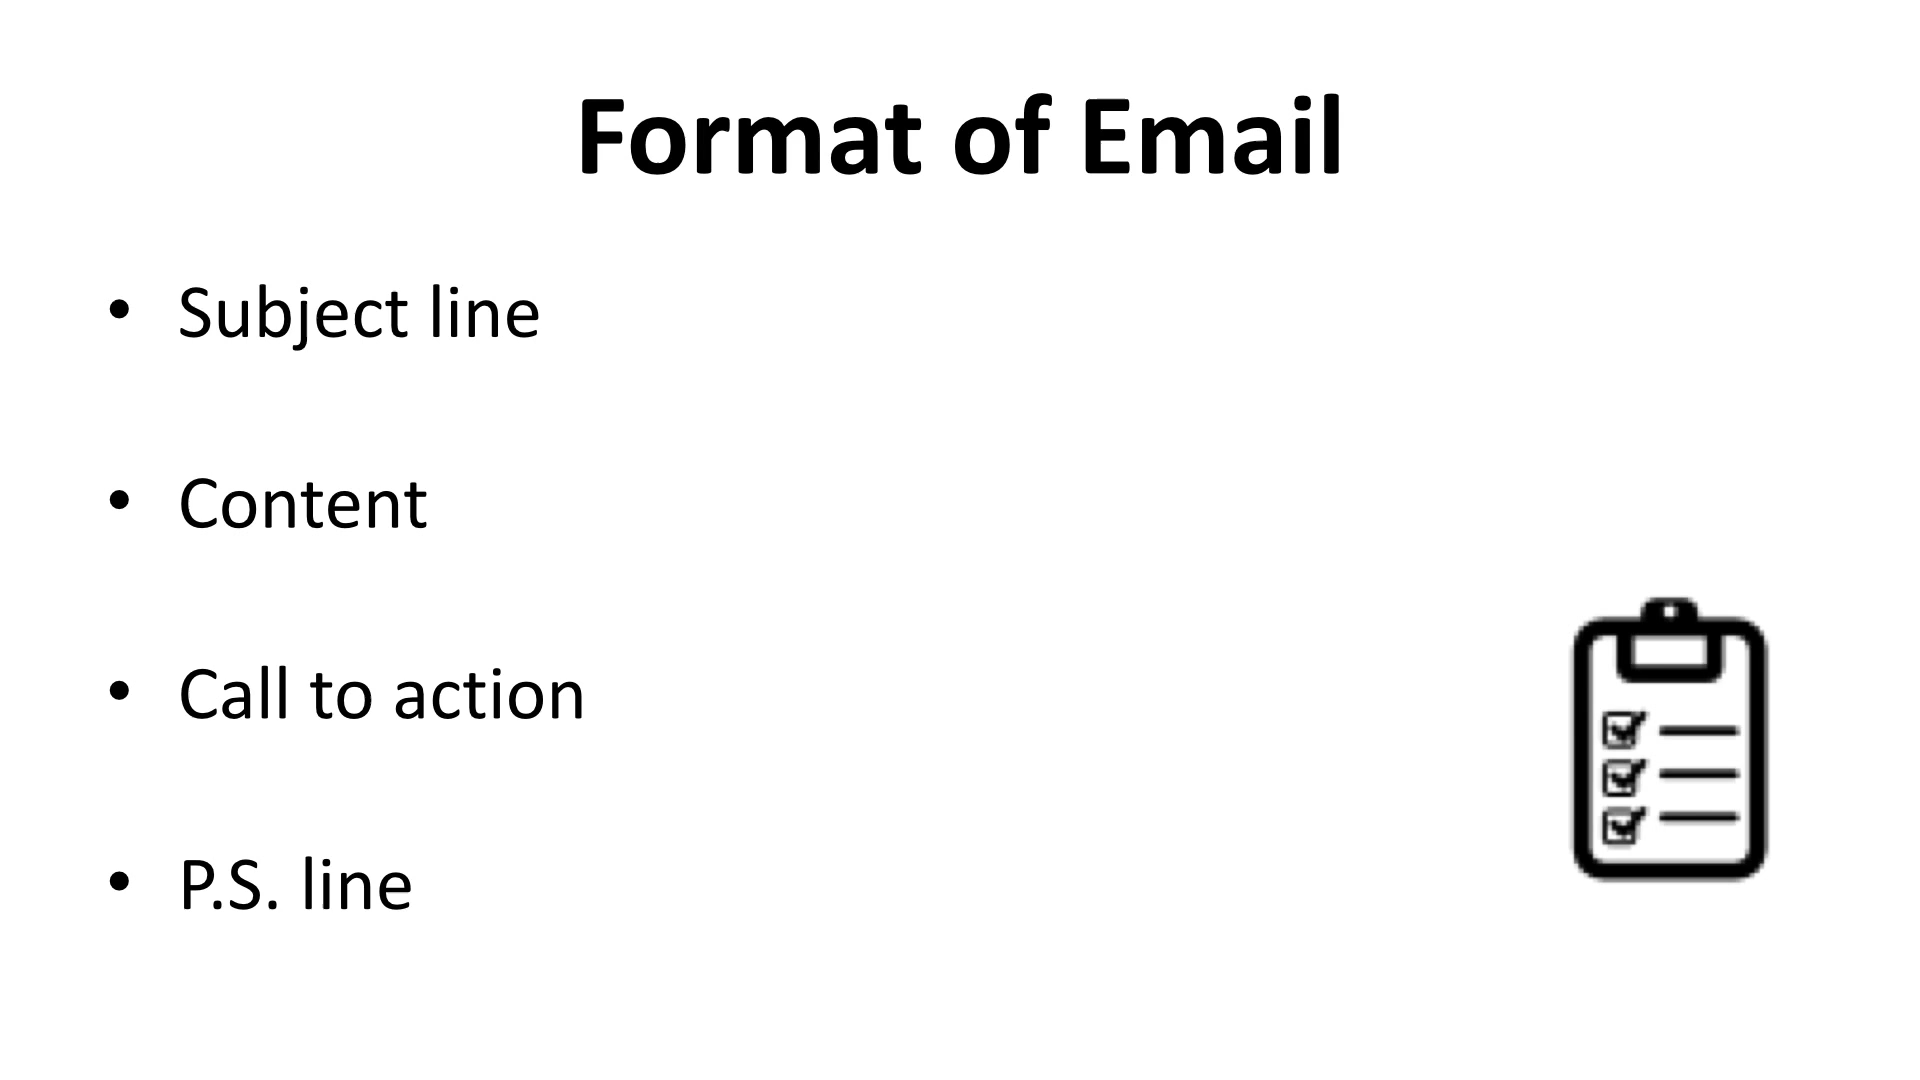 Format of Email
• Subject line
• Content
• Call to action
• P.S. line